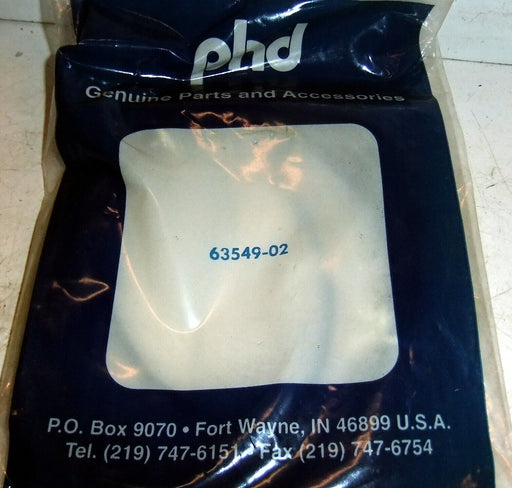 phd
Genuine Parts and Accessories
63549-02
P.O. Box 9070 • Fort Wayne, IN 46899 U.S.A.
Tel. (219) 747-6151 • Fax (219) 747-6754